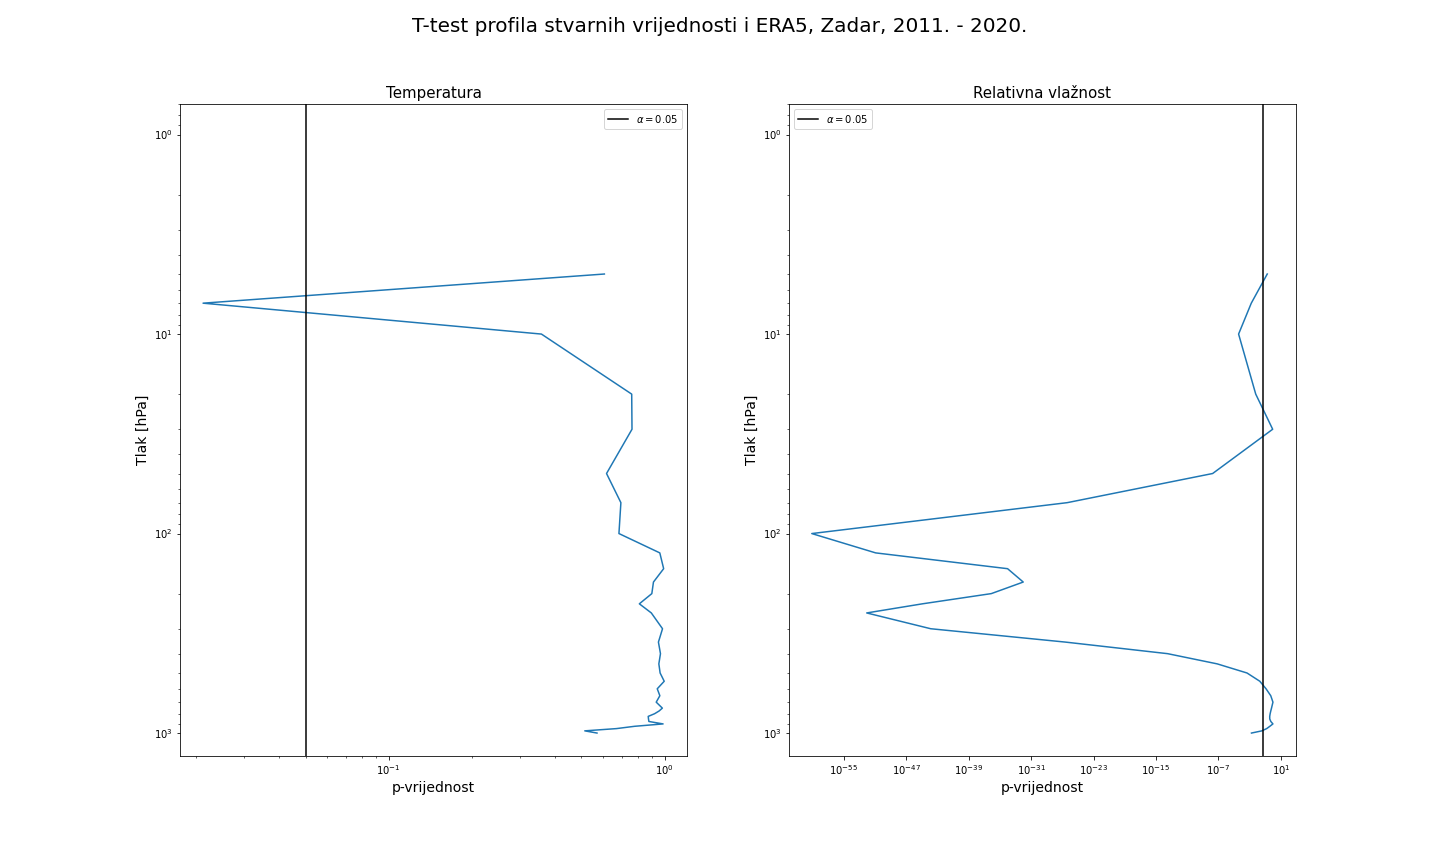 T-test profila stvarnih vrijednosti i ERA5, Zadar, 2011. - 2020.
Temperatura
α = 0.05
10⁰
10¹
10²
10³
Tlak [hPa]
10⁻¹
10⁰
p-vrijednost
Relativna vlažnost
α = 0.05
10⁰
10¹
10²
10³
Tlak [hPa]
10⁻⁵⁵
10⁻⁴⁷
10⁻³⁹
10⁻³¹
10⁻²³
10⁻¹⁵
10⁻⁷
10¹
p-vrijednost